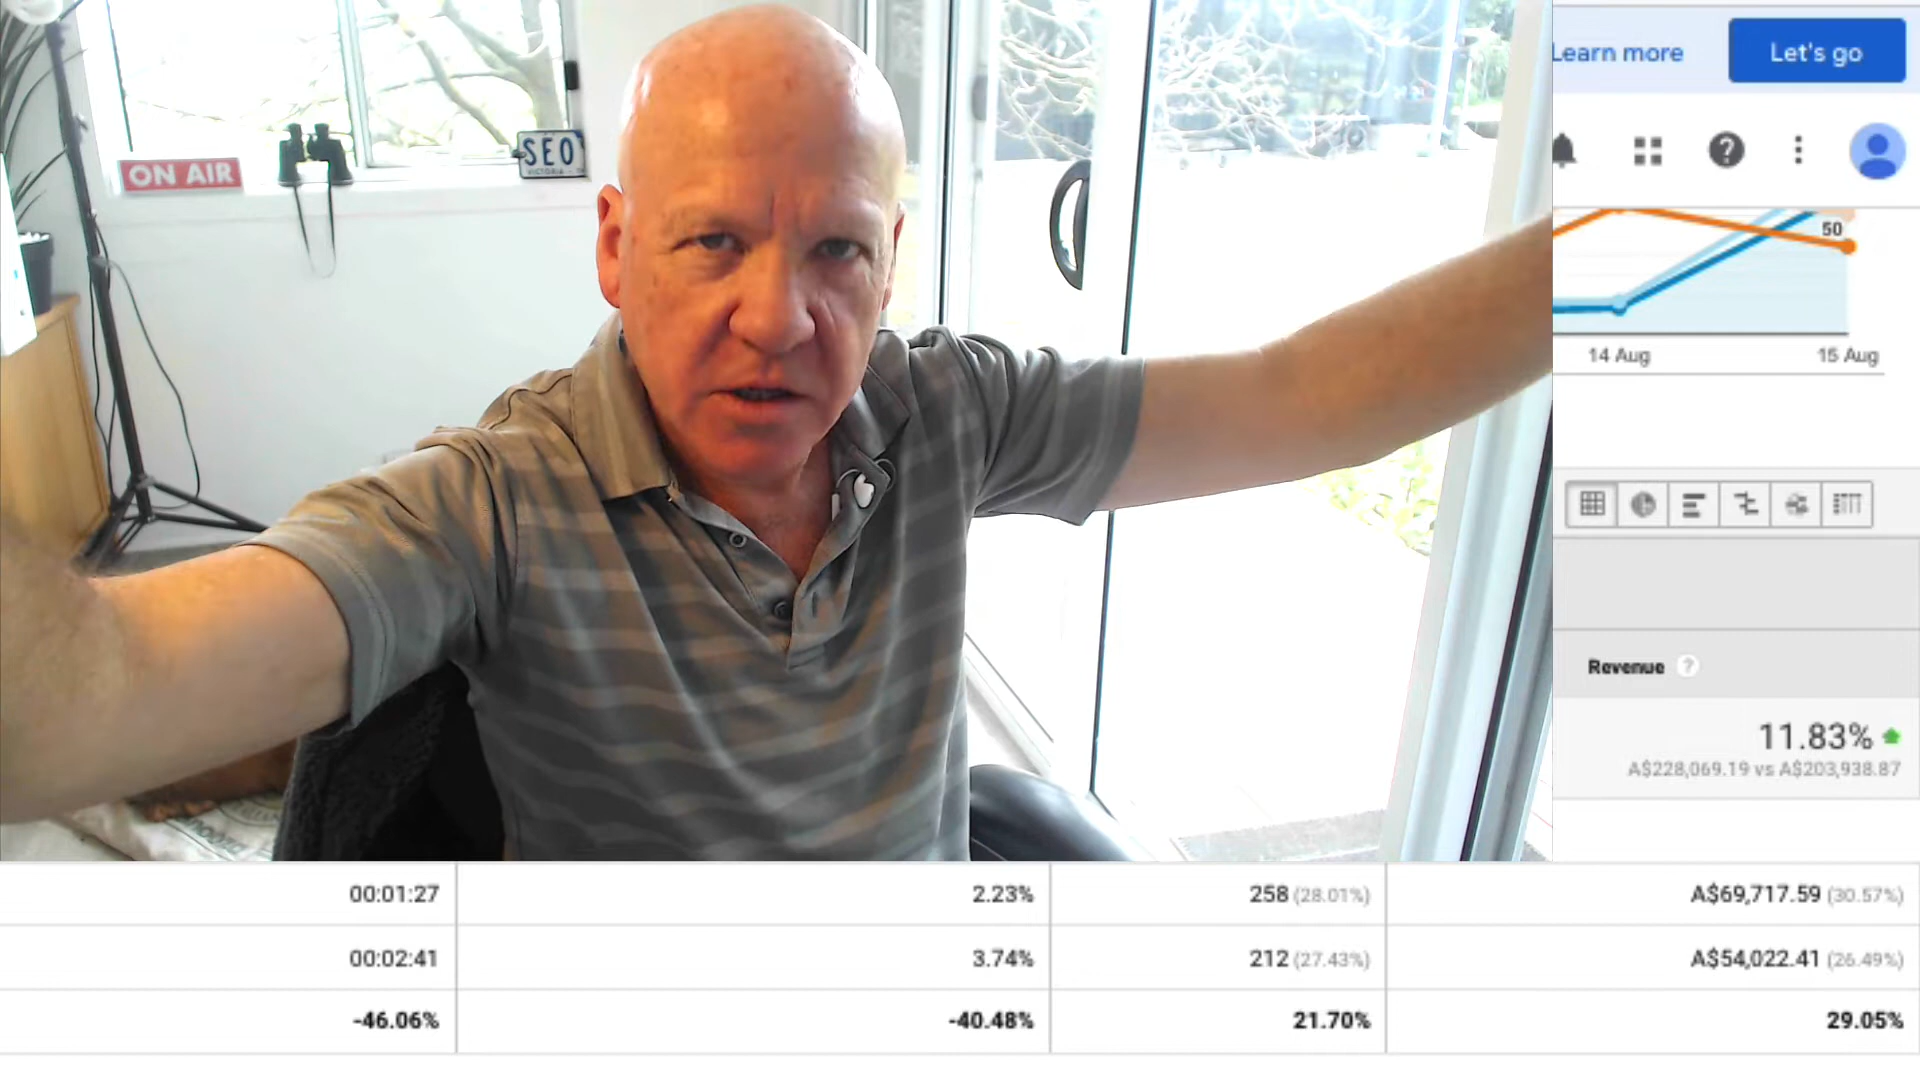 Learn more
Let's go
ON AIR
SEO
VICTORIA
50
14 Aug
15 Aug
Revenue ?
11.83%
A$228,069.19 vs A$203,938.87
00:01:27 2.23% 258 (28.01%) A$69,717.59 (30.57%)
00:02:41 3.74% 212 (27.43%) A$54,022.41 (26.49%)
-46.06% -40.48% 21.70% 29.05%